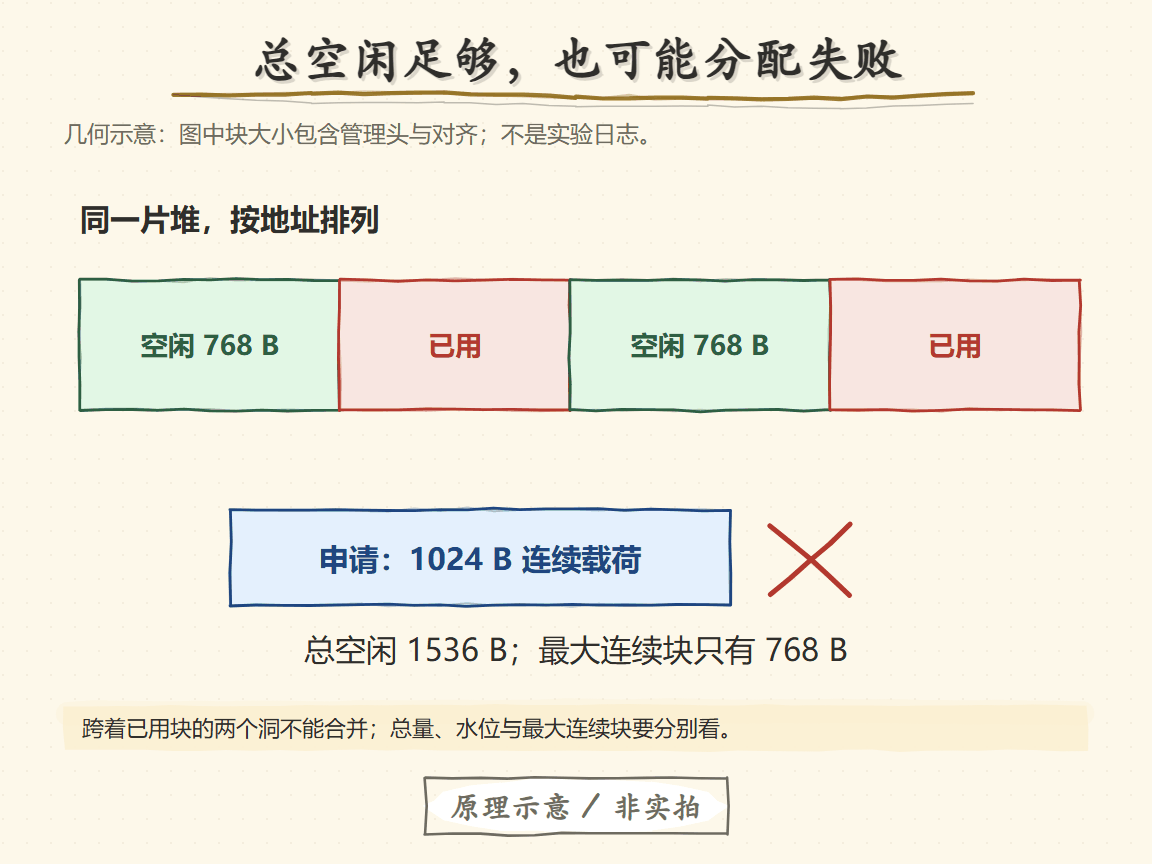 总空闲足够，也可能分配失败
几何示意：图中块大小包含管理头与对齐；不是实验日志。
同一片堆，按地址排列
空闲 768 B
已用
空闲 768 B
已用
申请：1024 B 连续载荷
总空闲 1536 B；最大连续块只有 768 B
跨着已用块的两个洞不能合并；总量、水位与最大连续块要分别看。
原理示意 / 非实拍